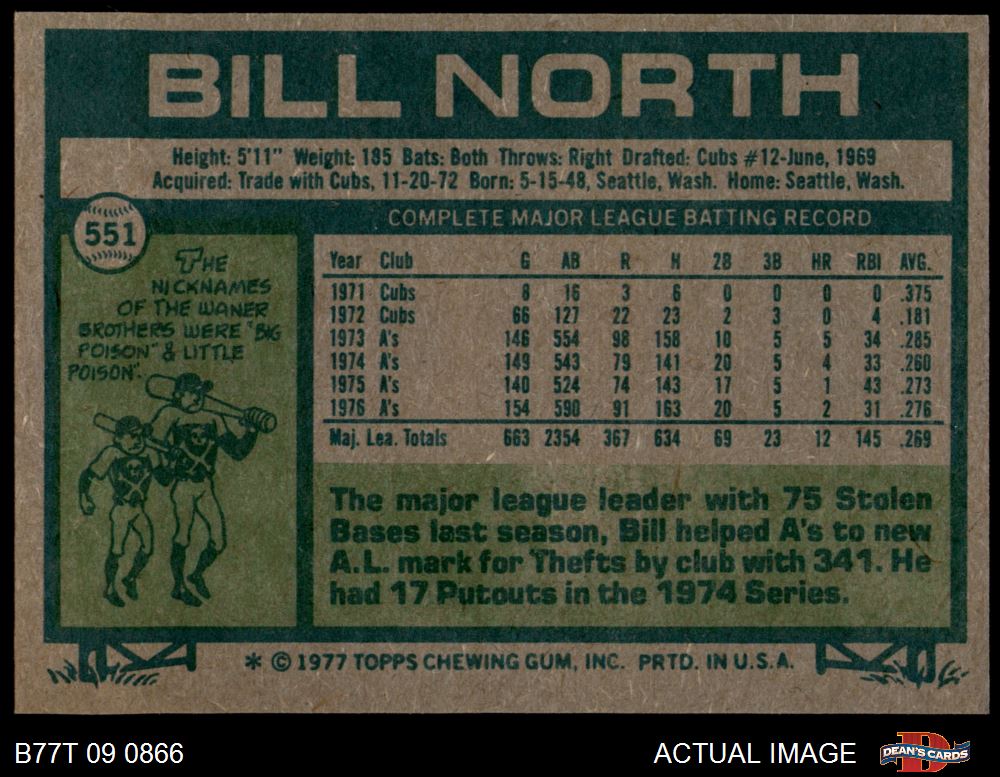 BILL NORTH
Height: 5'11" Weight: 185 Bats: Both Throws: Right Drafted: Cubs #12-June, 1969
Acquired: Trade with Cubs, 11-20-72 Born: 5-15-48, Seattle, Wash. Home: Seattle, Wash.
551
THE
NICKNAMES
OF THE WANER
BROTHERS WERE "BIG
POISON" & LITTLE
POISON".
COMPLETE MAJOR LEAGUE BATTING RECORD
Year Club G AB R H 2B 3B HR RBI AVG.
1971 Cubs 8 16 3 6 0 0 0 0 .375
1972 Cubs 66 127 22 23 2 3 0 4 .181
1973 A's 146 554 98 158 10 5 5 34 .285
1974 A's 149 543 79 141 20 5 4 33 .260
1975 A's 140 524 74 143 17 5 1 43 .273
1976 A's 154 590 91 163 20 5 2 31 .276
Maj. Lea. Totals 663 2354 367 634 69 23 12 145 .269
The major league leader with 75 Stolen
Bases last season, Bill helped A's to new
A.L. mark for Thefts by club with 341. He
had 17 Putouts in the 1974 Series.
* © 1977 TOPPS CHEWING GUM, INC. PRTD. IN U.S.A.
B77T 09 0866
ACTUAL IMAGE
DEAN'S CARDS